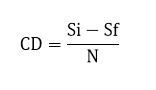 CD = (Si − Sf) / N